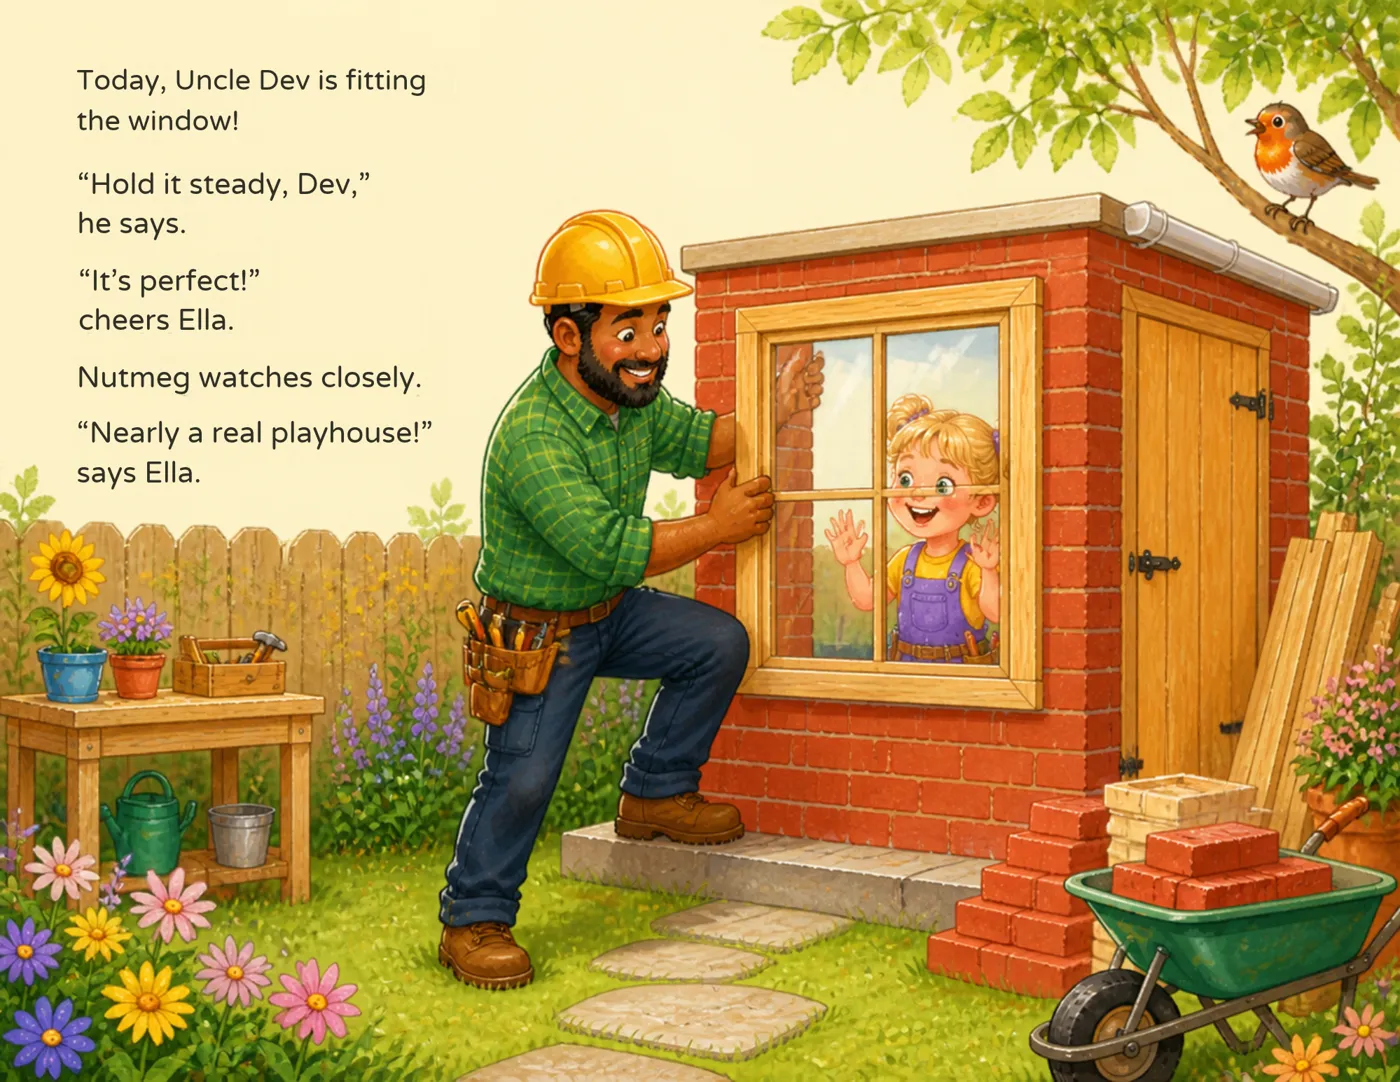 Today, Uncle Dev is fitting
the window!
“Hold it steady, Dev,”
he says.
“It’s perfect!”
cheers Ella.
Nutmeg watches closely.
“Nearly a real playhouse!”
says Ella.